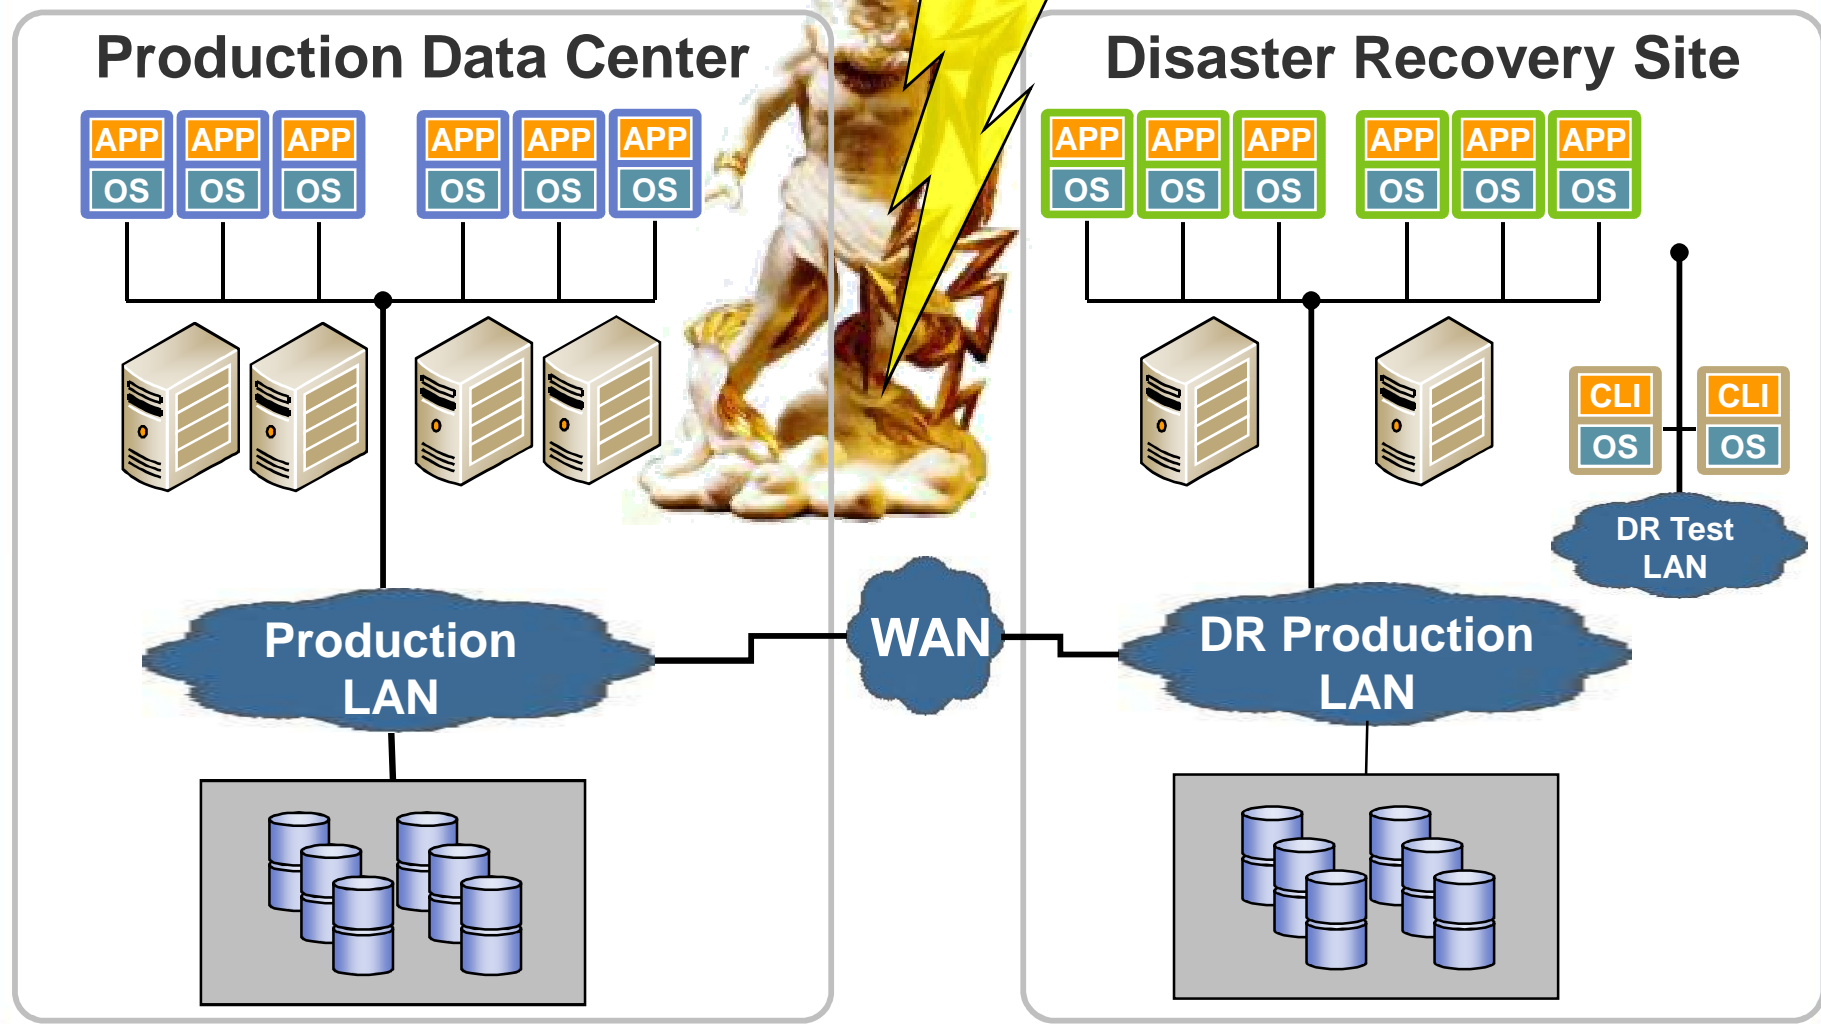 Production Data Center
APP APP APP APP APP APP
OS OS OS OS OS OS
Production
LAN
WAN
Disaster Recovery Site
APP APP APP APP APP APP
OS OS OS OS OS OS
CLI CLI
OS OS
DR Test
LAN
DR Production
LAN